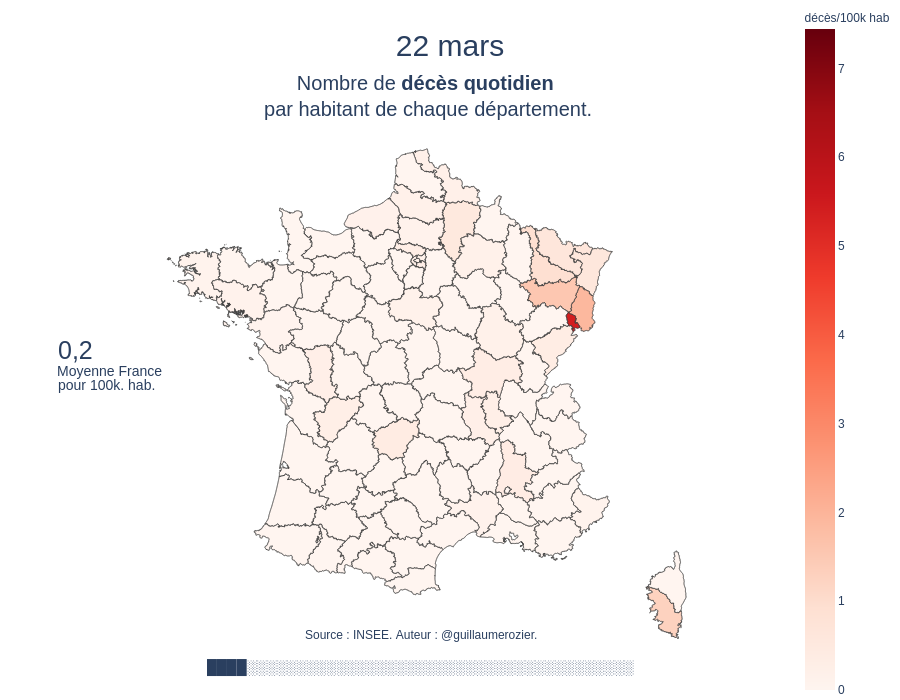 décès/100k hab
22 mars
Nombre de décès quotidien
par habitant de chaque département.
7
6
5
4
3
2
1
0
0,2
Moyenne France
pour 100k. hab.
Source : INSEE. Auteur : @guillaumerozier.